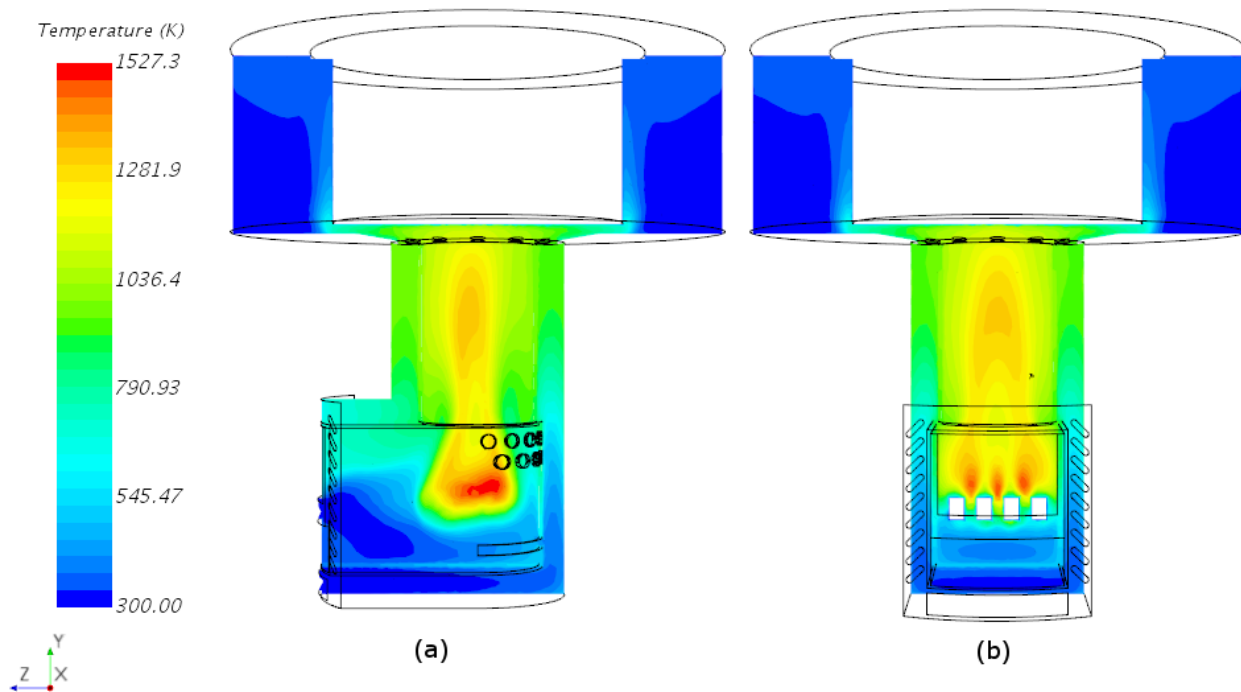 Temperature (K)
1527.3
1281.9
1036.4
790.93
545.47
300.00
Y
Z
X
(a)
(b)